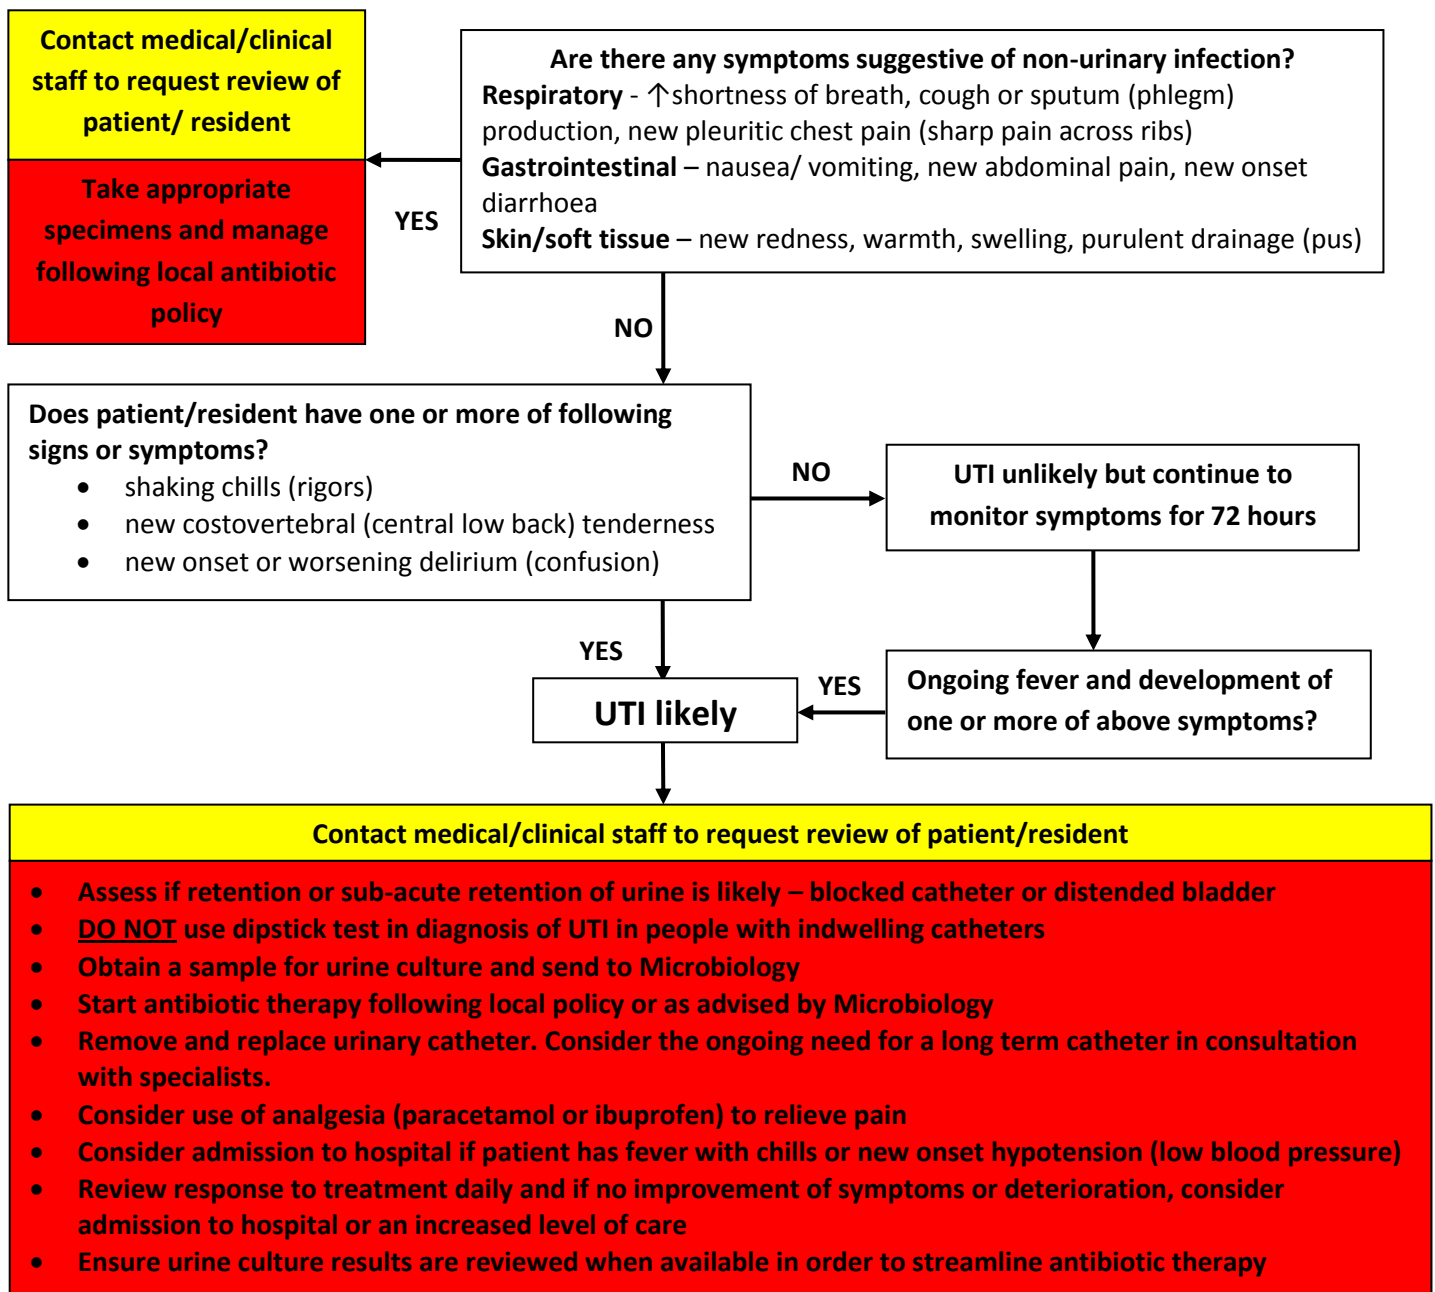 Contact medical/clinical
staff to request review of
patient/ resident
Take appropriate
specimens and manage
following local antibiotic
policy
Are there any symptoms suggestive of non-urinary infection?
Respiratory - ↑shortness of breath, cough or sputum (phlegm)
production, new pleuritic chest pain (sharp pain across ribs)
Gastrointestinal – nausea/ vomiting, new abdominal pain, new onset
diarrhoea
Skin/soft tissue – new redness, warmth, swelling, purulent drainage (pus)
YES
NO
Does patient/resident have one or more of following
signs or symptoms?
• shaking chills (rigors)
• new costovertebral (central low back) tenderness
• new onset or worsening delirium (confusion)
NO
UTI unlikely but continue to
monitor symptoms for 72 hours
YES
Ongoing fever and development of
one or more of above symptoms?
YES
UTI likely
Contact medical/clinical staff to request review of patient/resident
• Assess if retention or sub-acute retention of urine is likely – blocked catheter or distended bladder
• DO NOT use dipstick test in diagnosis of UTI in people with indwelling catheters
• Obtain a sample for urine culture and send to Microbiology
• Start antibiotic therapy following local policy or as advised by Microbiology
• Remove and replace urinary catheter. Consider the ongoing need for a long term catheter in consultation
with specialists.
• Consider use of analgesia (paracetamol or ibuprofen) to relieve pain
• Consider admission to hospital if patient has fever with chills or new onset hypotension (low blood pressure)
• Review response to treatment daily and if no improvement of symptoms or deterioration, consider
admission to hospital or an increased level of care
• Ensure urine culture results are reviewed when available in order to streamline antibiotic therapy